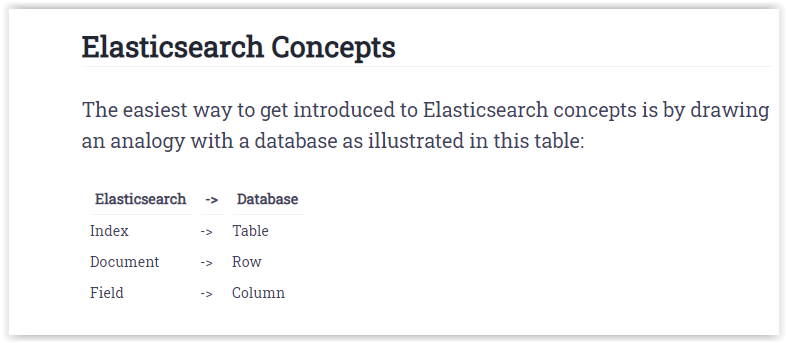 Elasticsearch Concepts
The easiest way to get introduced to Elasticsearch concepts is by drawing
an analogy with a database as illustrated in this table:
Elasticsearch -> Database
Index -> Table
Document -> Row
Field -> Column